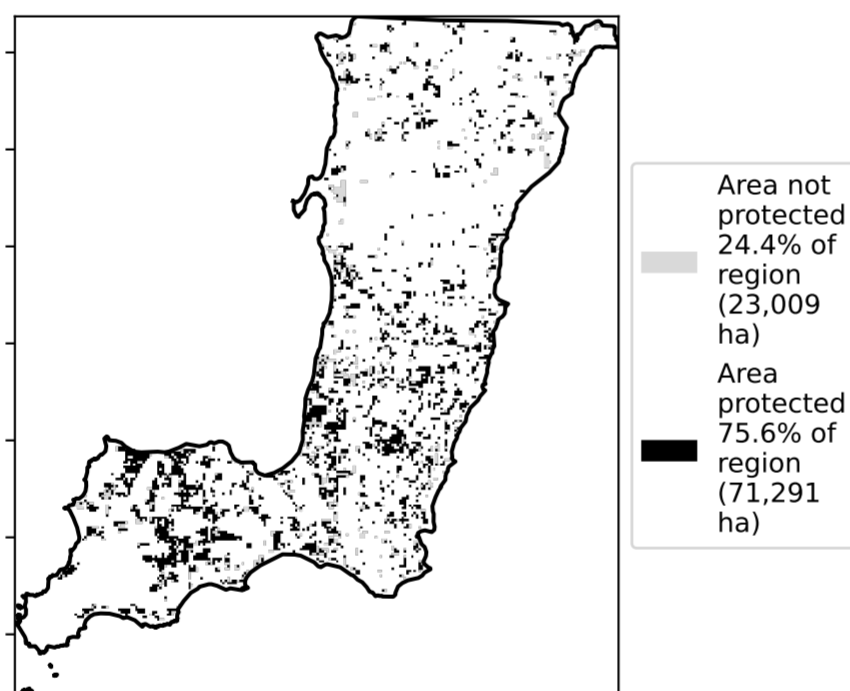 Area not
protected
24.4% of
region
(23,009
ha)
Area
protected
75.6% of
region
(71,291
ha)